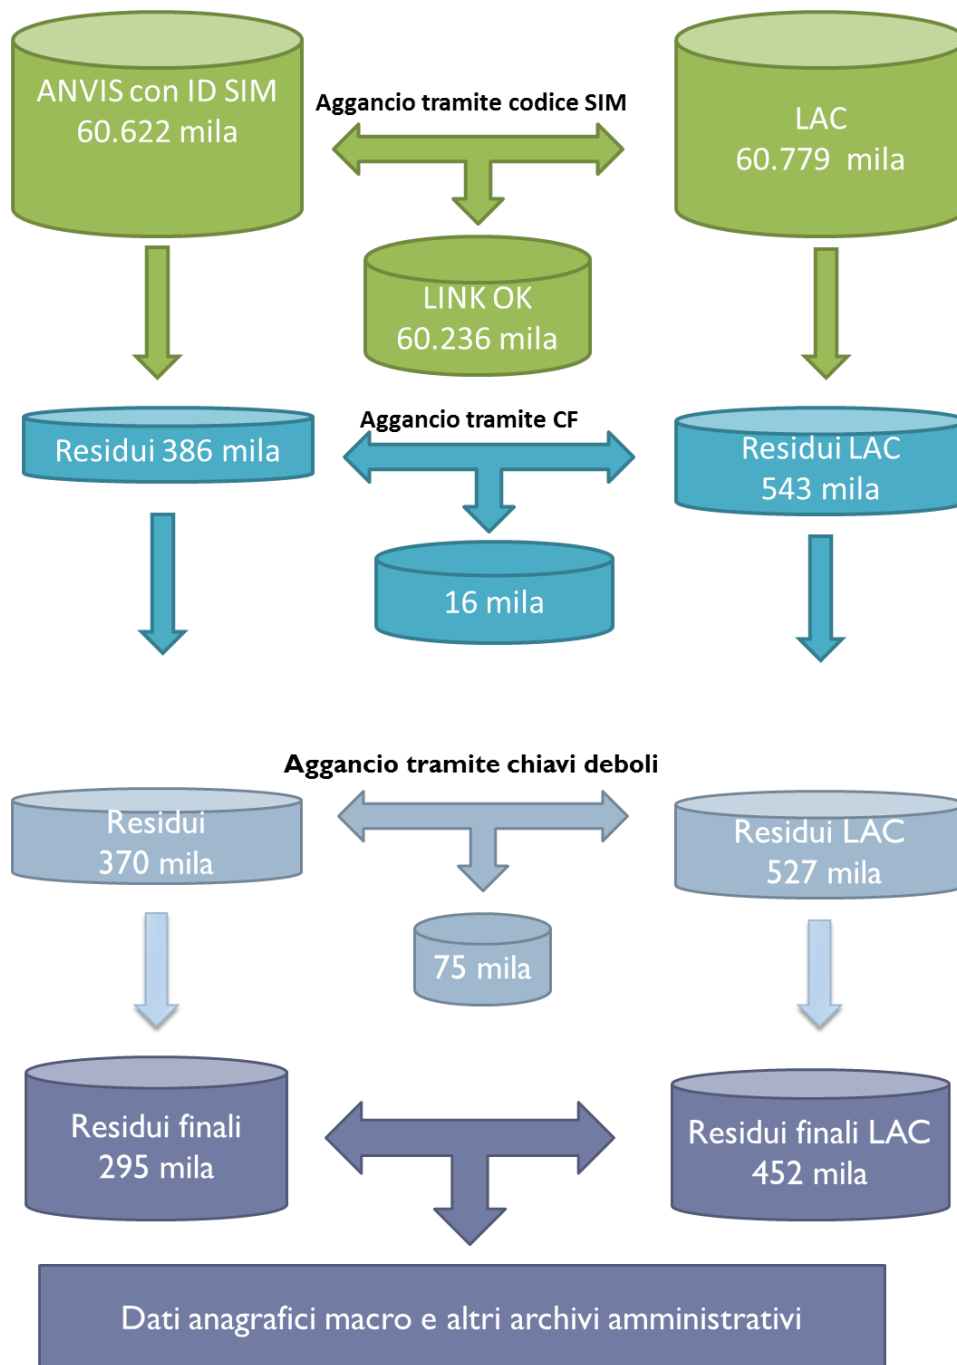 ANVIS con ID SIM
60.622 mila
Aggancio tramite codice SIM
LAC
60.779 mila
LINK OK
60.236 mila
Residui 386 mila
Aggancio tramite CF
Residui LAC
543 mila
16 mila
Aggancio tramite chiavi deboli
Residui
370 mila
Residui LAC
527 mila
75 mila
Residui finali
295 mila
Residui finali LAC
452 mila
Dati anagrafici macro e altri archivi amministrativi